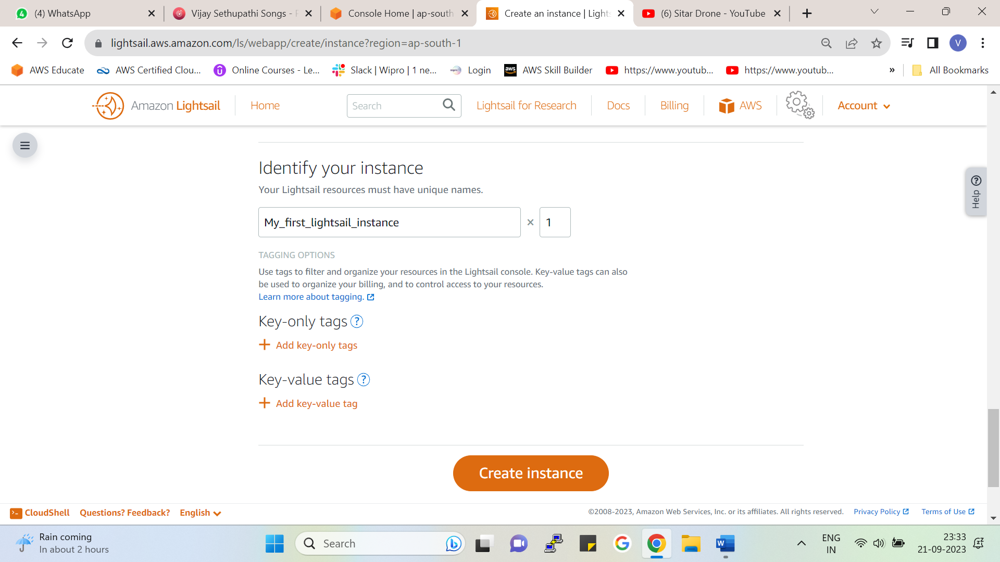 (4) WhatsApp
Vijay Sethupathi Songs -
Console Home | ap-south
Create an instance | Lights
(6) Sitar Drone - YouTube
lightsail.aws.amazon.com/ls/webapp/create/instance?region=ap-south-1
V
AWS Educate
AWS Certified Clou...
Online Courses - Le...
Slack | Wipro | 1 ne...
Login
AWS Skill Builder
https://www.youtub...
https://www.youtub...
»
All Bookmarks
Amazon Lightsail
Home
Search
Lightsail for Research
Docs
Billing
AWS
Account
Help
Identify your instance
Your Lightsail resources must have unique names.
My_first_lightsail_instance
×
1
TAGGING OPTIONS
Use tags to filter and organize your resources in the Lightsail console. Key-value tags can also
be used to organize your billing, and to control access to your resources.
Learn more about tagging.
Key-only tags ?
+ Add key-only tags
Key-value tags ?
+ Add key-value tag
Create instance
CloudShell
Questions? Feedback?
English
©2008-2023, Amazon Web Services, Inc. or its affiliates. All rights reserved.
Privacy Policy
Terms of Use
Rain coming
In about 2 hours
Search
ENG
IN
23:33
21-09-2023